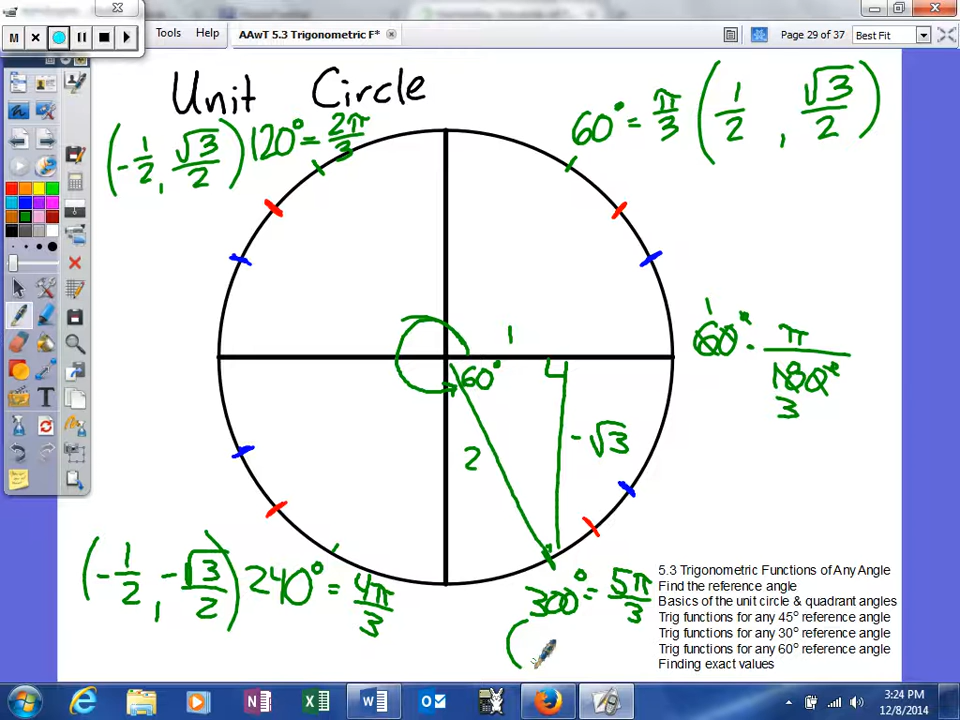 M
Tools Help AAwT 5.3 Trigonometric F* Page 29 of 37 Best Fit
Unit Circle
(-1/2, √3/2) 120° = 2π/3
60° = π/3 (1/2, √3/2)
1
60° · π/180°
1
3
60°
2
-√3
(-1/2, -√3/2) 240° = 4π/3
300° = 5π/3
(
5.3 Trigonometric Functions of Any Angle
Find the reference angle
Basics of the unit circle & quadrant angles
Trig functions for any 45° reference angle
Trig functions for any 30° reference angle
Trig functions for any 60° reference angle
Finding exact values
3:24 PM
12/8/2014